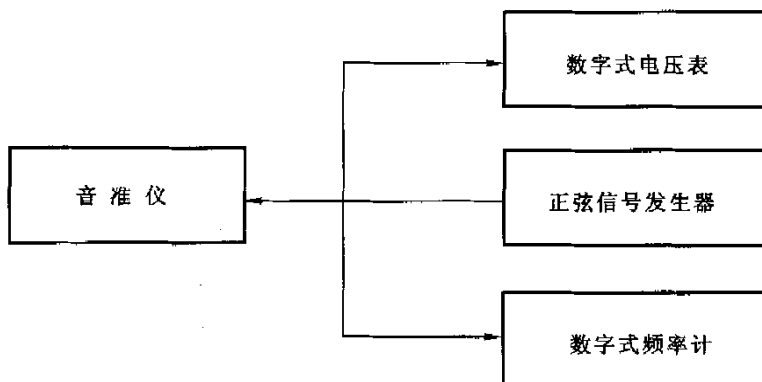 数字式电压表
音准仪
正弦信号发生器
数字式频率计